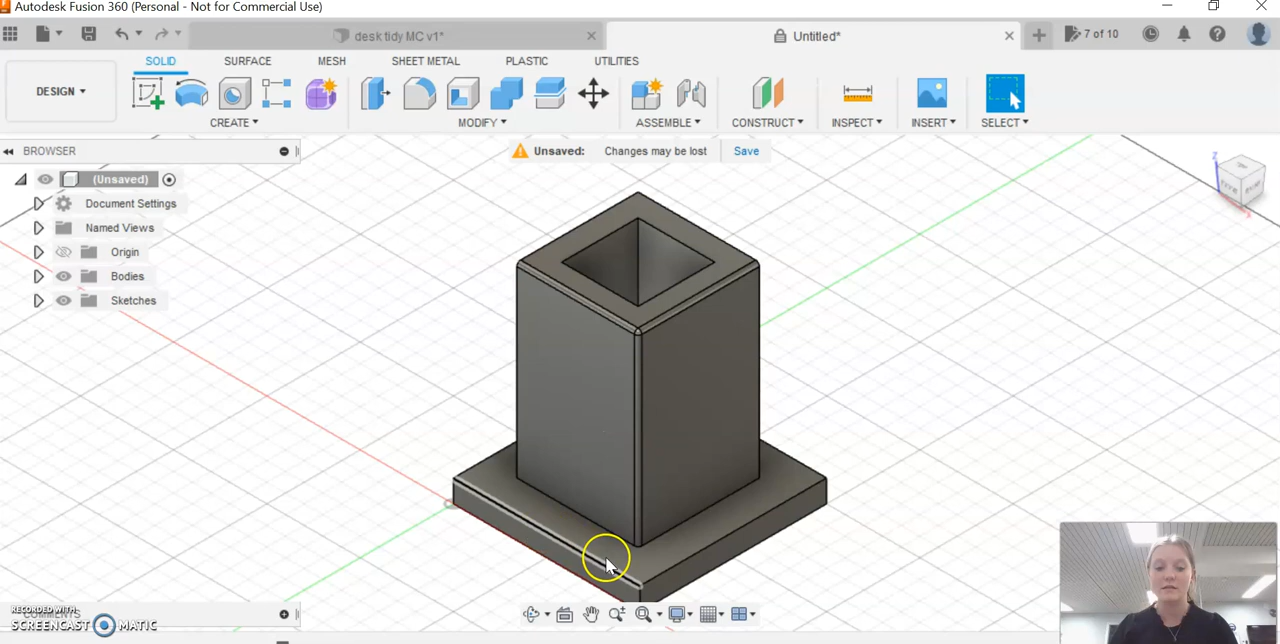 Autodesk Fusion 360 (Personal - Not for Commercial Use)
desk tidy MC v1*
Untitled*
7 of 10
DESIGN
SOLID
SURFACE
MESH
SHEET METAL
PLASTIC
UTILITIES
CREATE
MODIFY
ASSEMBLE
CONSTRUCT
INSPECT
INSERT
SELECT
BROWSER
Unsaved:
Changes may be lost
Save
(Unsaved)
Document Settings
Named Views
Origin
Bodies
Sketches
Z
TOP
RECORDED WITH
COMMENTS
SCREENCAST MATIC